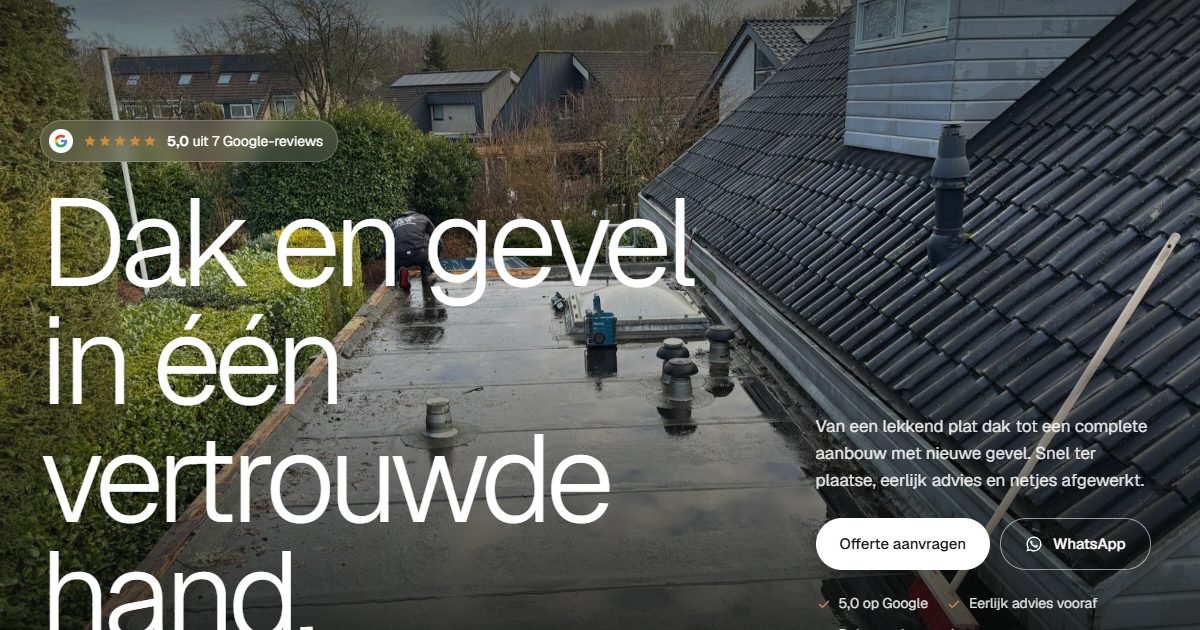 5,0 uit 7 Google-reviews
Dak en gevel
in één
vertrouwde
hand.
Van een lekkend plat dak tot een complete
aanbouw met nieuwe gevel. Snel ter
plaatse, eerlijk advies en netjes afgewerkt.
Offerte aanvragen
WhatsApp
5,0 op Google
Eerlijk advies vooraf